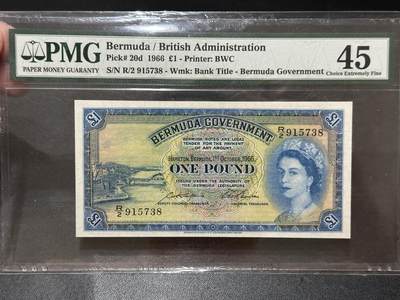 PMG
PAPER MONEY GUARANTY
Bermuda / British Administration
Pick# 20d 1966 £1 - Printer: BWC
S/N R/2 915738 - Wmk: Bank Title - Bermuda Government
45
Choice Extremely Fine
£1
£1
BERMUDA GOVERNMENT
R/2 915738
BERMUDA NOTES ARE LEGAL
TENDER FOR THE PAYMENT
OF ANY AMOUNT.
HAMILTON, BERMUDA, 1ST OCTOBER, 1966.
ONE POUND
ISSUED UNDER THE AUTHORITY OF
THE BERMUDA LEGISLATURE
R/2 915738
£1
£1